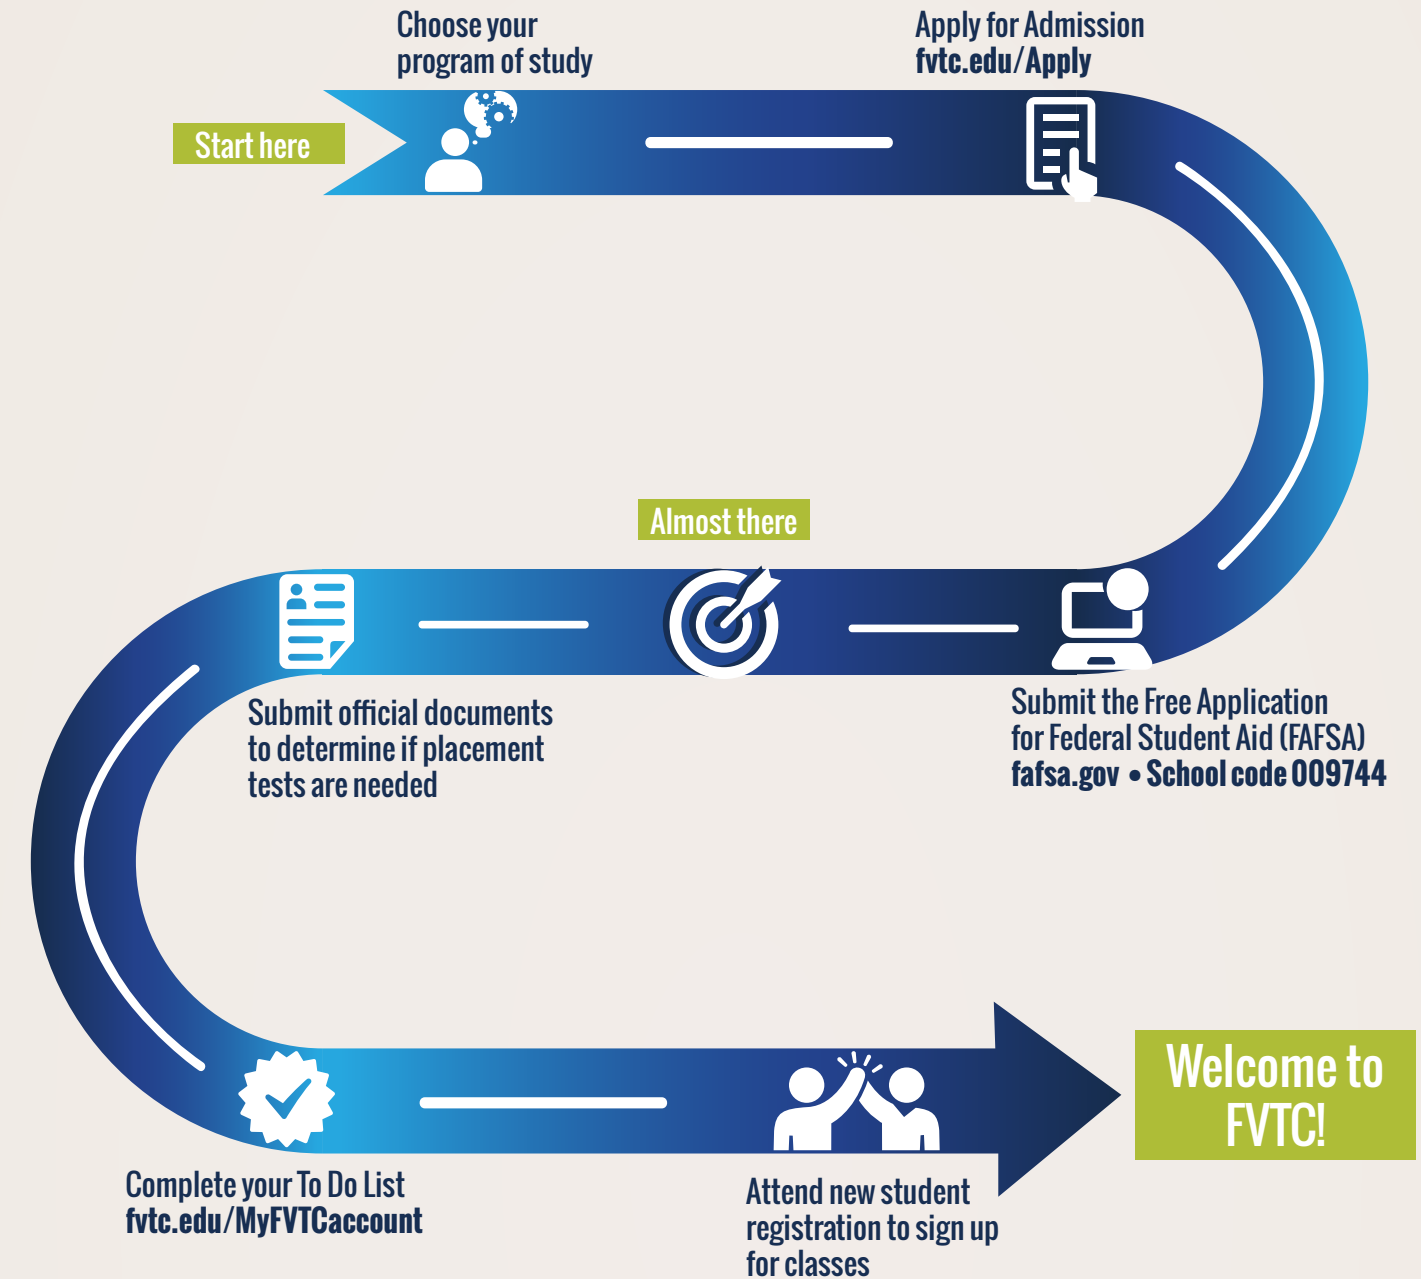 Choose your
program of study
Apply for Admission
fvtc.edu/Apply
Start here
Almost there
Submit the Free Application
for Federal Student Aid (FAFSA)
fafsa.gov • School code 009744
Submit official documents
to determine if placement
tests are needed
Complete your To Do List
fvtc.edu/MyFVTCaccount
Attend new student
registration to sign up
for classes
Welcome to
FVTC!